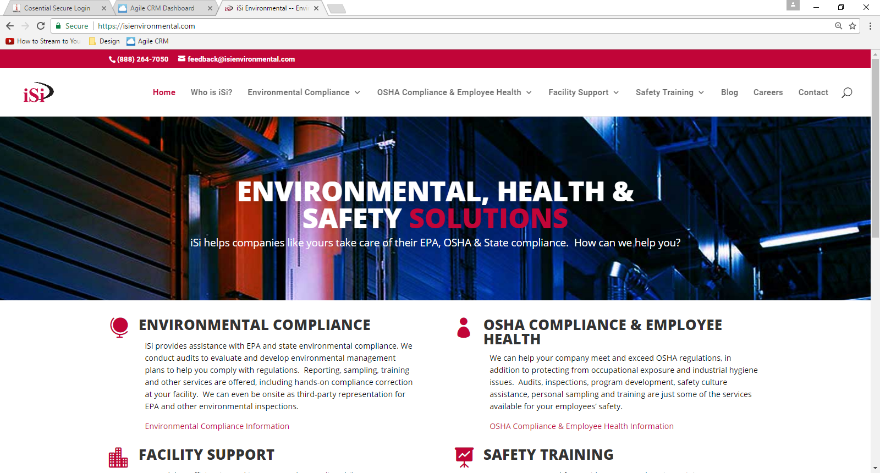 Cosential Secure Login
Agile CRM Dashboard
iSi Environmental -- Envi
Secure
https://isienvironmental.com
How to Stream to You
Design
Agile CRM
(888) 264-7050
feedback@isienvironmental.com
iSi
Home
Who is iSi?
Environmental Compliance
OSHA Compliance & Employee Health
Facility Support
Safety Training
Blog
Careers
Contact
ENVIRONMENTAL, HEALTH &
SAFETY SOLUTIONS
iSi helps companies like yours take care of their EPA, OSHA & State compliance. How can we help you?
ENVIRONMENTAL COMPLIANCE
iSi provides assistance with EPA and state environmental compliance. We
conduct audits to evaluate and develop environmental management
plans to help you comply with regulations. Reporting, sampling, training
and other services are offered, including hands-on compliance correction
at your facility. We can even be onsite as third-party representation for
EPA and other environmental inspections.
Environmental Compliance Information
OSHA COMPLIANCE & EMPLOYEE
HEALTH
We can help your company meet and exceed OSHA regulations, in
addition to protecting from occupational exposure and industrial hygiene
issues. Audits, inspections, program development, safety culture
assistance, personal sampling and training are just some of the services
available for your employees' safety.
OSHA Compliance & Employee Health Information
FACILITY SUPPORT
SAFETY TRAINING